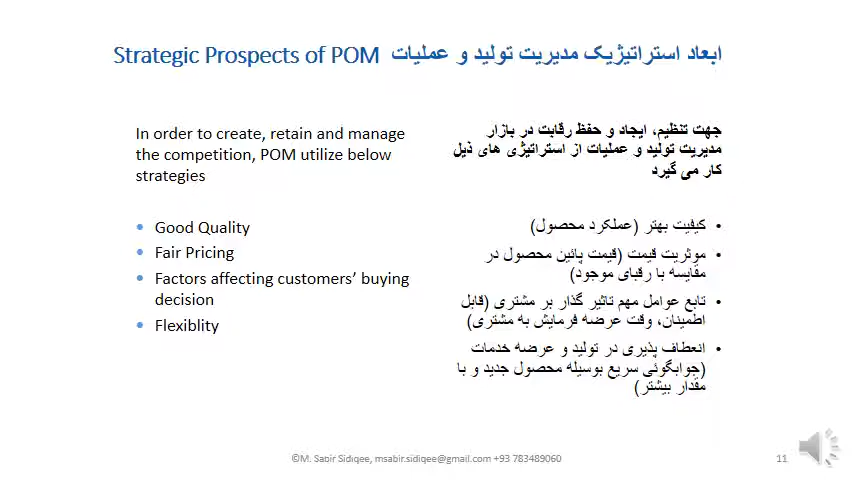 Strategic Prospects of POM ابعاد استراتیژیک مدیریت تولید و عملیات
In order to create, retain and manage
the competition, POM utilize below
strategies
• Good Quality
• Fair Pricing
• Factors affecting customers’ buying
decision
• Flexiblity
جهت تنظیم، ایجاد و حفظ رقابت در بازار
مدیریت تولید و عملیات از استراتیژی های ذیل
کار می گیرد
• کیفیت بهتر (عملکرد محصول)
• موثریت قیمت (قیمت پائین محصول در
مقایسه با رقبای موجود)
• تابع عوامل مهم تاثیر گذار بر مشتری (قابل
اطمینان، وقت عرضه فرمایش به مشتری)
• انعطاف پذیری در تولید و عرضه خدمات
(جوابگوئی سریع بوسیله محصول جدید و با
مقدار بیشتر)
©M. Sabir Sidiqee, msabir.sidiqee@gmail.com +93 783489060
11